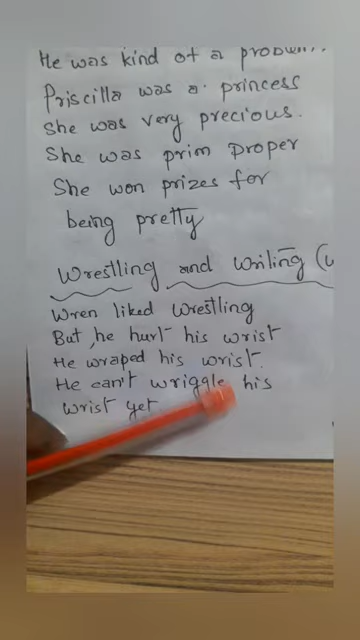 He was kind of a problem.
Priscilla was a princess
She was very precious.
She was prim proper
She won prizes for
being pretty
Wrestling and Writing (
Wren liked Wrestling
But, he hurt his wrist
He wraped his wrist.
He can't wriggle his
wrist yet